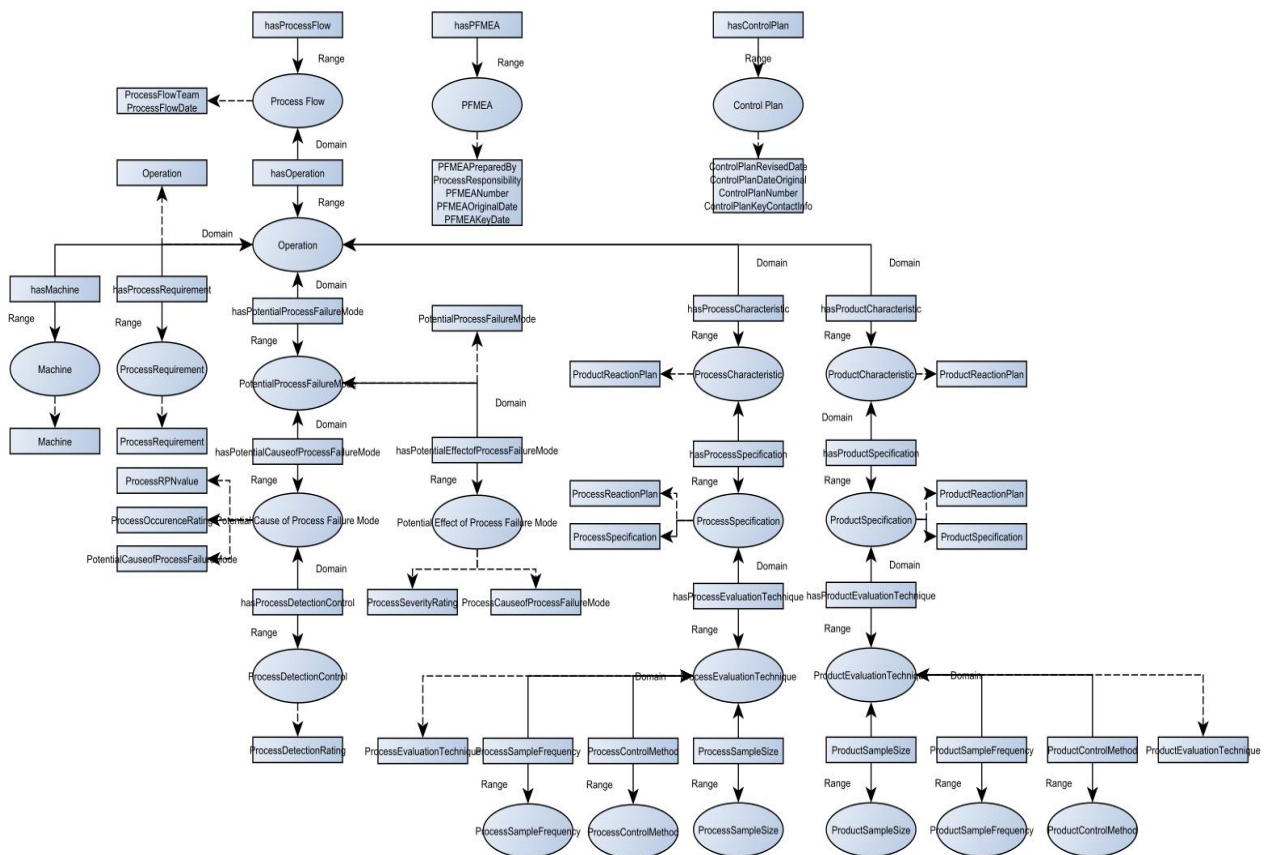 hasProcessFlow
hasPFMEA
hasControlPlan
Range
Range
Range
ProcessFlowTeam
ProcessFlowDate
Process Flow
PFMEA
Control Plan
Domain
Operation
hasOperation
PFMEAPreparedBy
ProcessResponsibility
PFMEANumber
PFMEAOriginalDate
PFMEAKeyDate
ControlPlanRevisedDate
ControlPlanDateOriginal
ControlPlanNumber
ControlPlanKeyContactInfo
Range
Domain
Operation
Domain
Domain
Domain
hasMachine
hasProcessRequirement
hasPotentialProcessFailureMode
PotentialProcessFailureMode
hasProcessCharacteristic
hasProductCharacteristic
Range
Range
Range
Range
Range
Machine
ProcessRequirement
PotentialProcessFailureMode
ProductReactionPlan
ProcessCharacteristic
ProductCharacteristic
ProductReactionPlan
Domain
Domain
Domain
Domain
Machine
ProcessRequirement
hasPotentialCauseofProcessFailureMode
hasPotentialEffectofProcessFailureMode
hasProcessSpecification
hasProductSpecification
Range
Range
Range
Range
ProcessRPNvalue
ProcessOccurenceRating
PotentialCauseofProcessFailureMode
Potential Cause of Process Failure Mode
Potential Effect of Process Failure Mode
ProcessReactionPlan
ProcessSpecification
ProcessSpecification
ProductSpecification
ProductReactionPlan
ProductSpecification
Domain
Domain
Domain
hasProcessDetectionControl
ProcessSeverityRating
ProcessCauseofProcessFailureMode
hasProcessEvaluationTechnique
hasProductEvaluationTechnique
Range
Range
Range
ProcessDetectionControl
Domain
ProcessEvaluationTechnique
ProductEvaluationTechnique
Domain
ProcessDetectionRating
ProcessEvaluationTechnique
ProcessSampleFrequency
ProcessControlMethod
ProcessSampleSize
ProductSampleSize
ProductSampleFrequency
ProductControlMethod
ProductEvaluationTechnique
Range
Range
Range
Range
Range
Range
ProcessSampleFrequency
ProcessControlMethod
ProcessSampleSize
ProductSampleSize
ProductSampleFrequency
ProductControlMethod